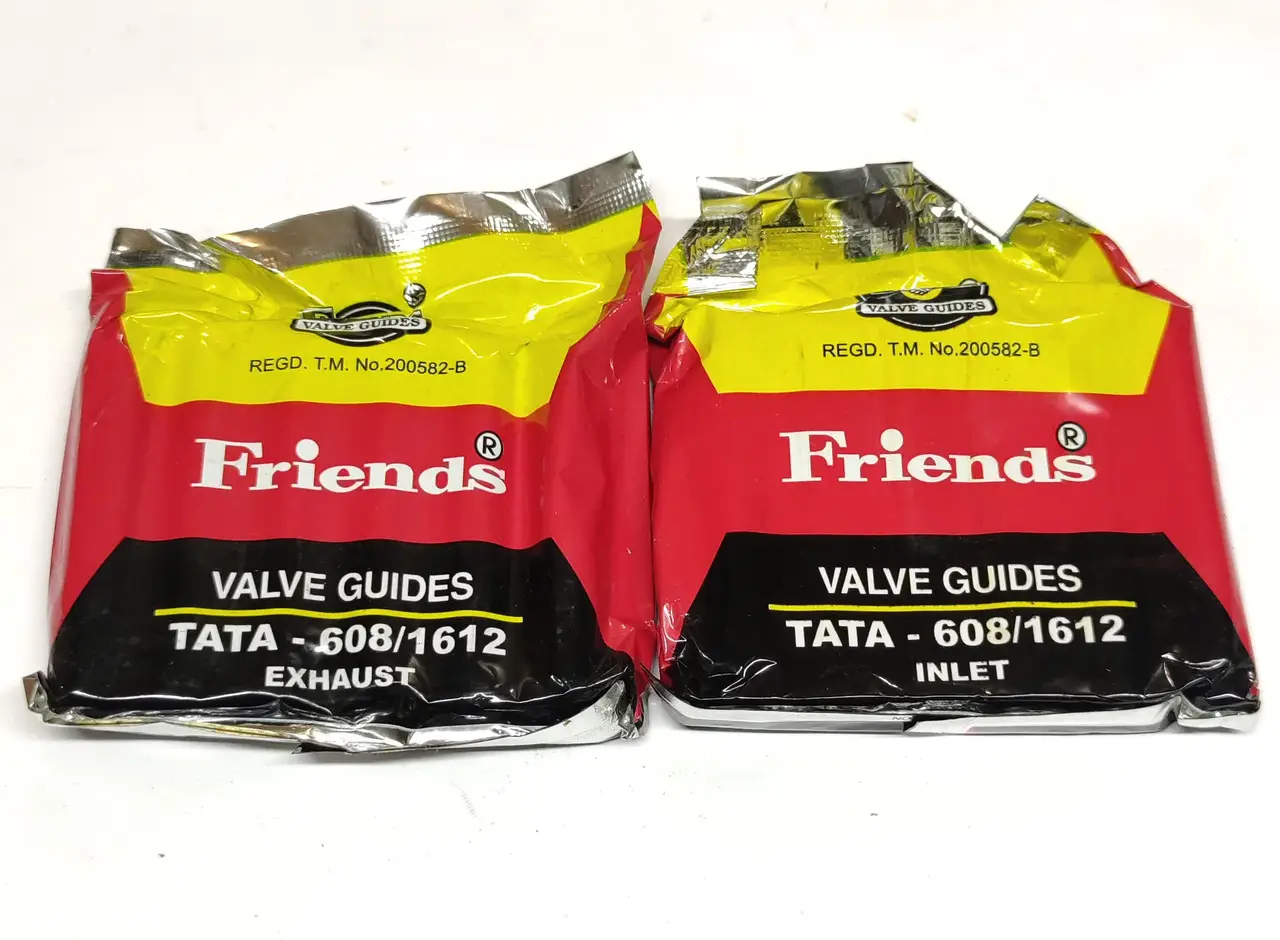 VALVE GUIDES
REGD. T.M. No.200582-B
Friends®
VALVE GUIDES
TATA - 608/1612
EXHAUST
VALVE GUIDES
REGD. T.M. No.200582-B
Friends®
VALVE GUIDES
TATA - 608/1612
INLET